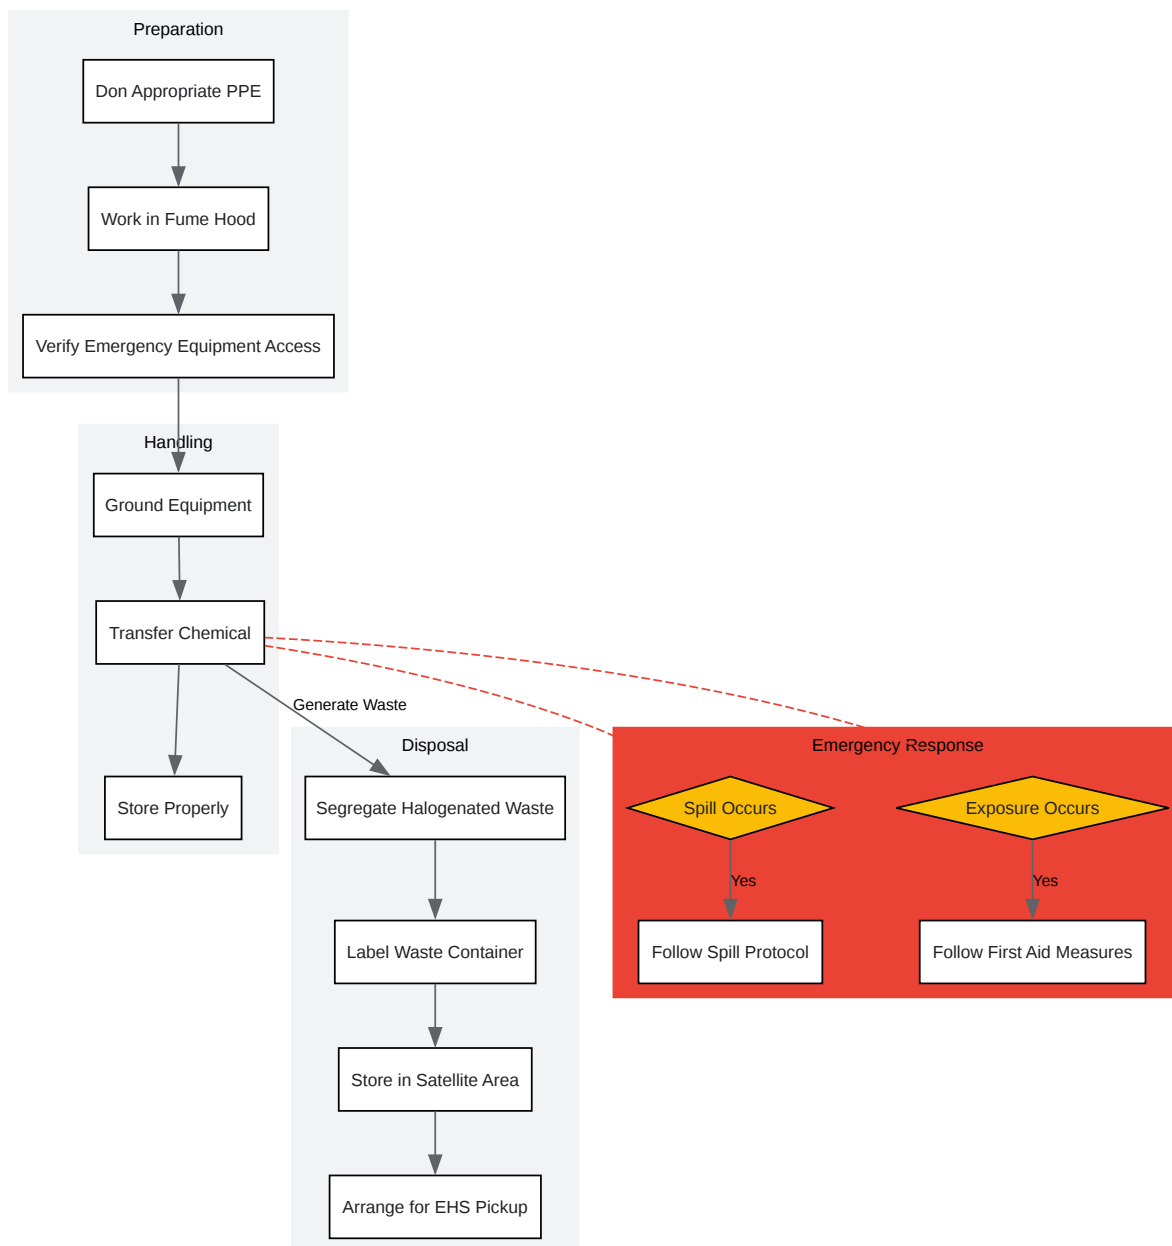 Preparation
Don Appropriate PPE
Work in Fume Hood
Verify Emergency Equipment Access
Handling
Ground Equipment
Transfer Chemical
Generate Waste
Store Properly
Disposal
Segregate Halogenated Waste
Label Waste Container
Store in Satellite Area
Arrange for EHS Pickup
Emergency Response
Spill Occurs
Yes
Follow Spill Protocol
Exposure Occurs
Yes
Follow First Aid Measures